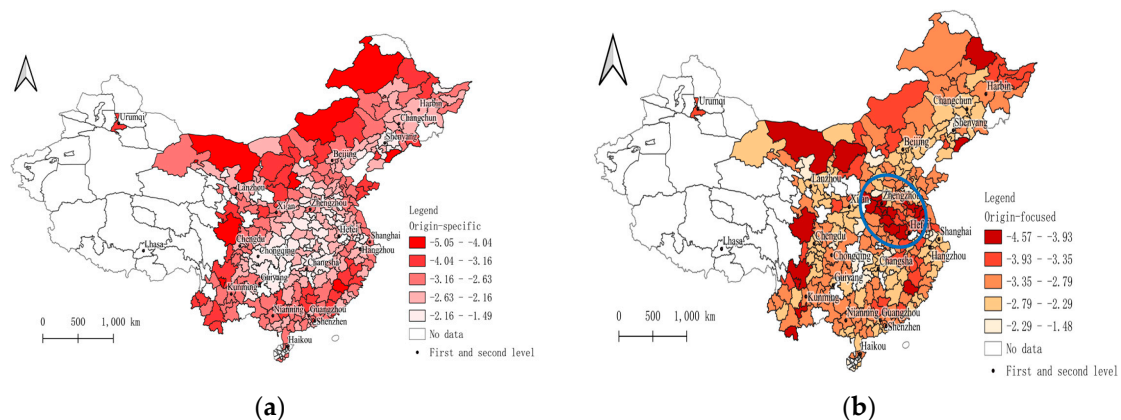 Urumqi
Harbin
Changchun
Shenyang
Beijing
Lanzhou
Xi'an
Zhengzhou
Hefei
Shanghai
Hangzhou
Lhasa
Chengdu
Chongqing
Changsha
Guiyang
Kunming
Nanning
Guangzhou
Shenzhen
Haikou
Legend
Origin-specific
-5.05 - -4.04
-4.04 - -3.16
-3.16 - -2.63
-2.63 - -2.16
-2.16 - -1.49
No data
First and second level
0 500 1,000 km
(a)
Urumqi
Harbin
Changchun
Shenyang
Beijing
Lanzhou
Zhengzhou
Shanghai
Hangzhou
Lhasa
Chengdu
Chongqing
Changsha
Guiyang
Kunming
Nanning
Guangzhou
Shenzhen
Haikou
Legend
Origin-focused
-4.57 - -3.93
-3.93 - -3.35
-3.35 - -2.79
-2.79 - -2.29
-2.29 - -1.48
No data
First and second level
0 500 1,000 km
(b)